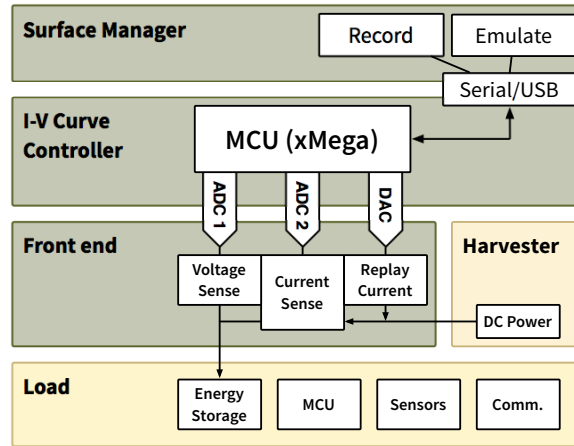 Surface Manager
Record
Emulate
Serial/USB
I-V Curve
Controller
MCU (xMega)
ADC 1
ADC 2
DAC
Front end
Harvester
Voltage
Sense
Current
Sense
Replay
Current
DC Power
Load
Energy
Storage
MCU
Sensors
Comm.